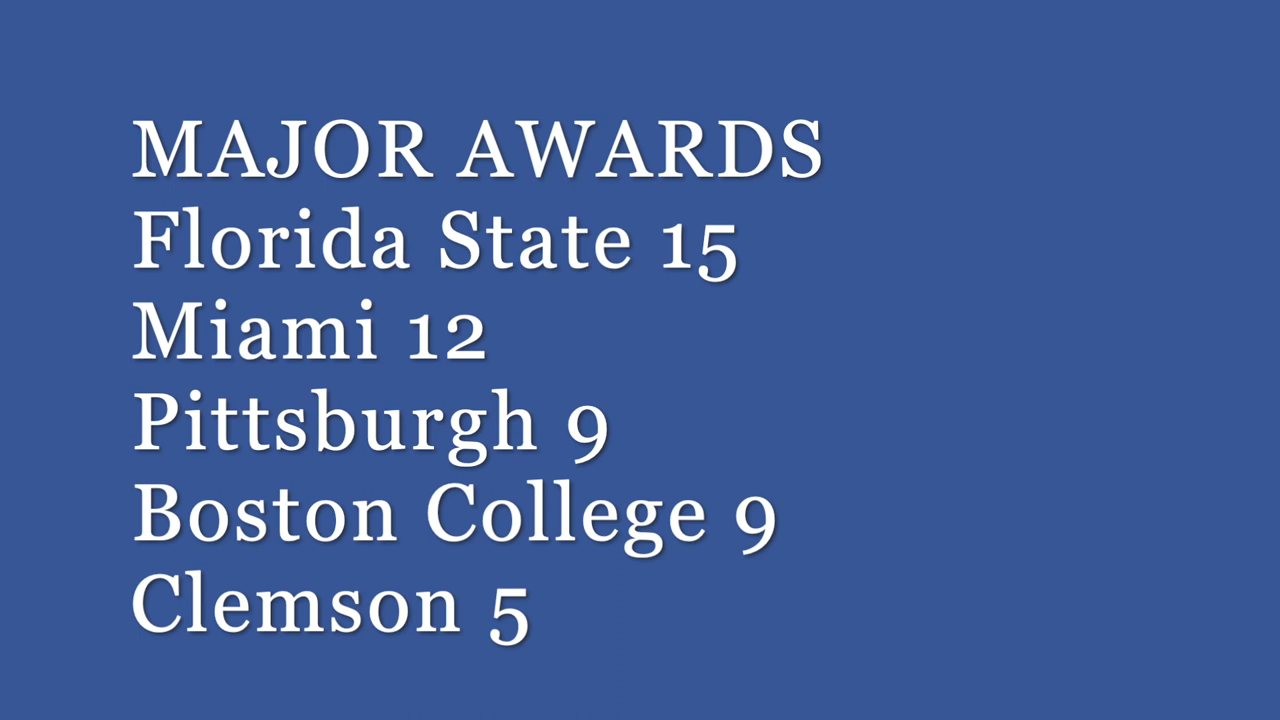 MAJOR AWARDS
Florida State 15
Miami 12
Pittsburgh 9
Boston College 9
Clemson 5